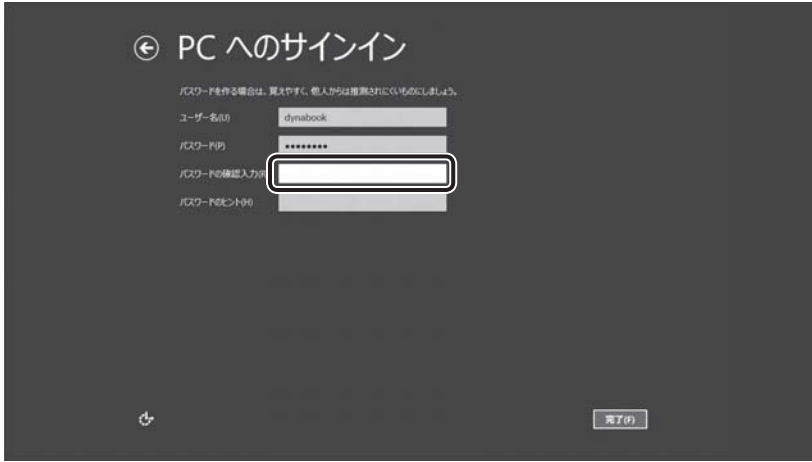 PC へのサインイン
パスワードを作る場合は、覚えやすく、他人からは推測されにくいものにしましょう。
ユーザー名(U)
dynabook
パスワード(P)
••••••••
パスワードの確認入力(R
パスワードのヒント(H)
完了(F)